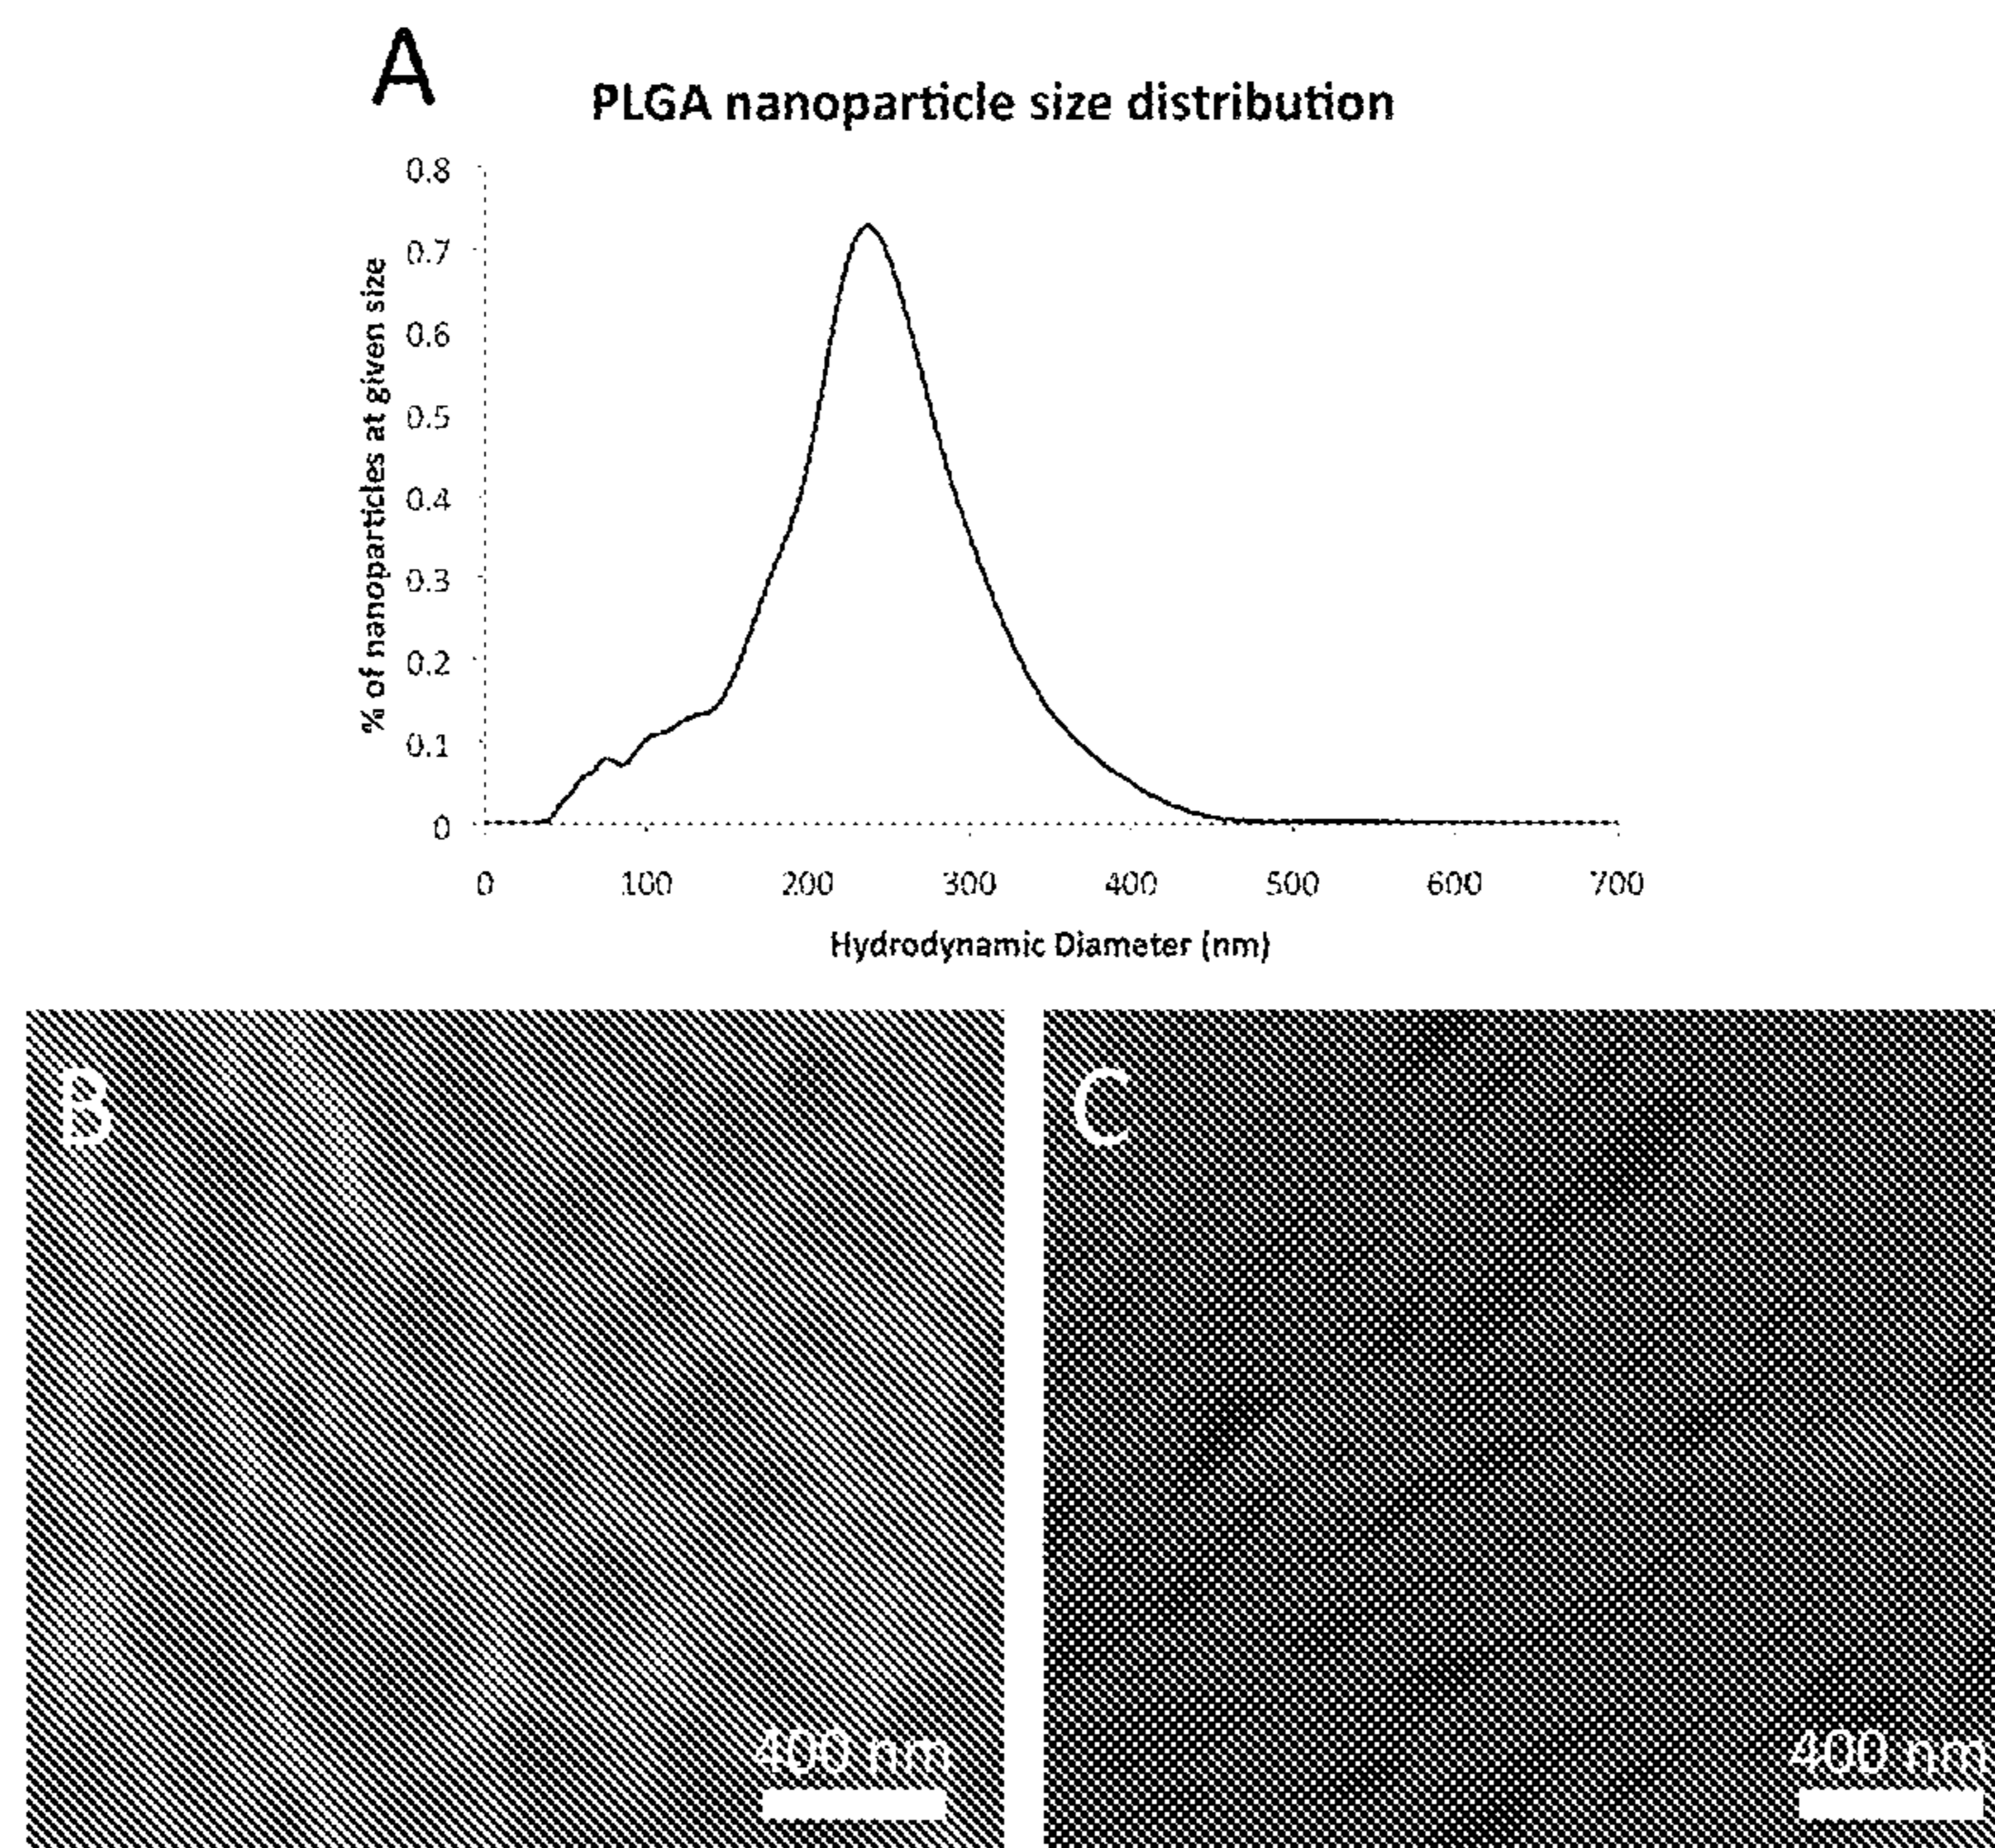 A
PLGA nanoparticle size distribution
% of nanoparticles at given size
0.8
0.7
0.6
0.5
0.4
0.3
0.2
0.1
0
0 100 200 300 400 500 600 700
Hydrodynamic Diameter (nm)
B
C
400 nm
400 nm